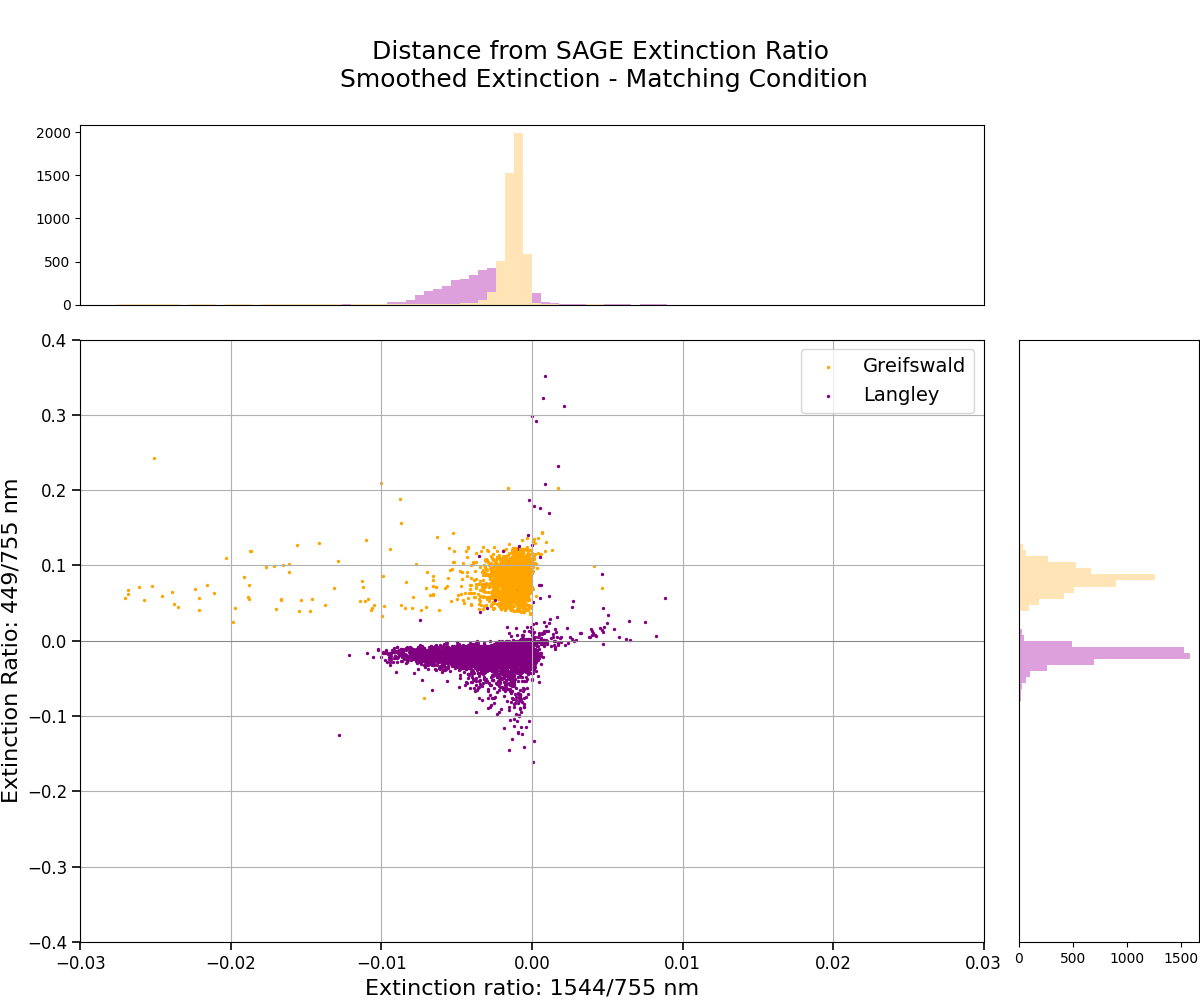 Distance from SAGE Extinction Ratio
Smoothed Extinction - Matching Condition
2000
1500
1000
500
0
0.4
0.3
0.2
0.1
0.0
−0.1
−0.2
−0.3
−0.4
Extinction Ratio: 449/755 nm
Greifswald
Langley
−0.03 −0.02 −0.01 0.00 0.01 0.02 0.03
Extinction ratio: 1544/755 nm
0 500 1000 1500